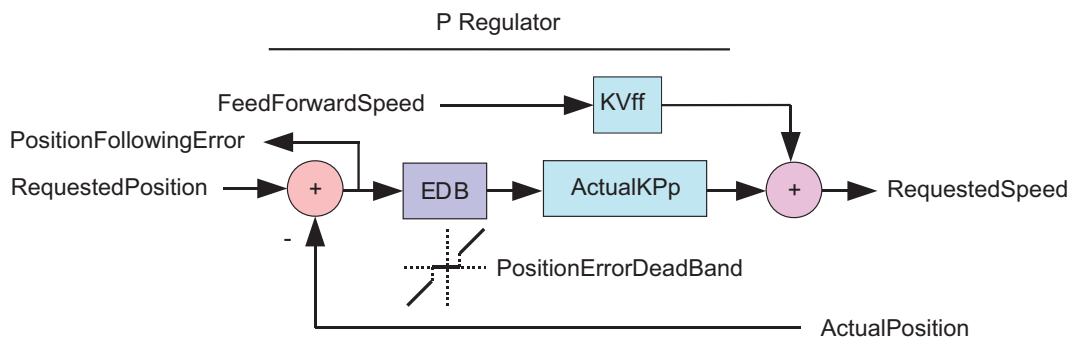 P Regulator
FeedForwardSpeed
KVff
PositionFollowingError
RequestedPosition
+
EDB
ActualKPp
+
RequestedSpeed
-
PositionErrorDeadBand
ActualPosition